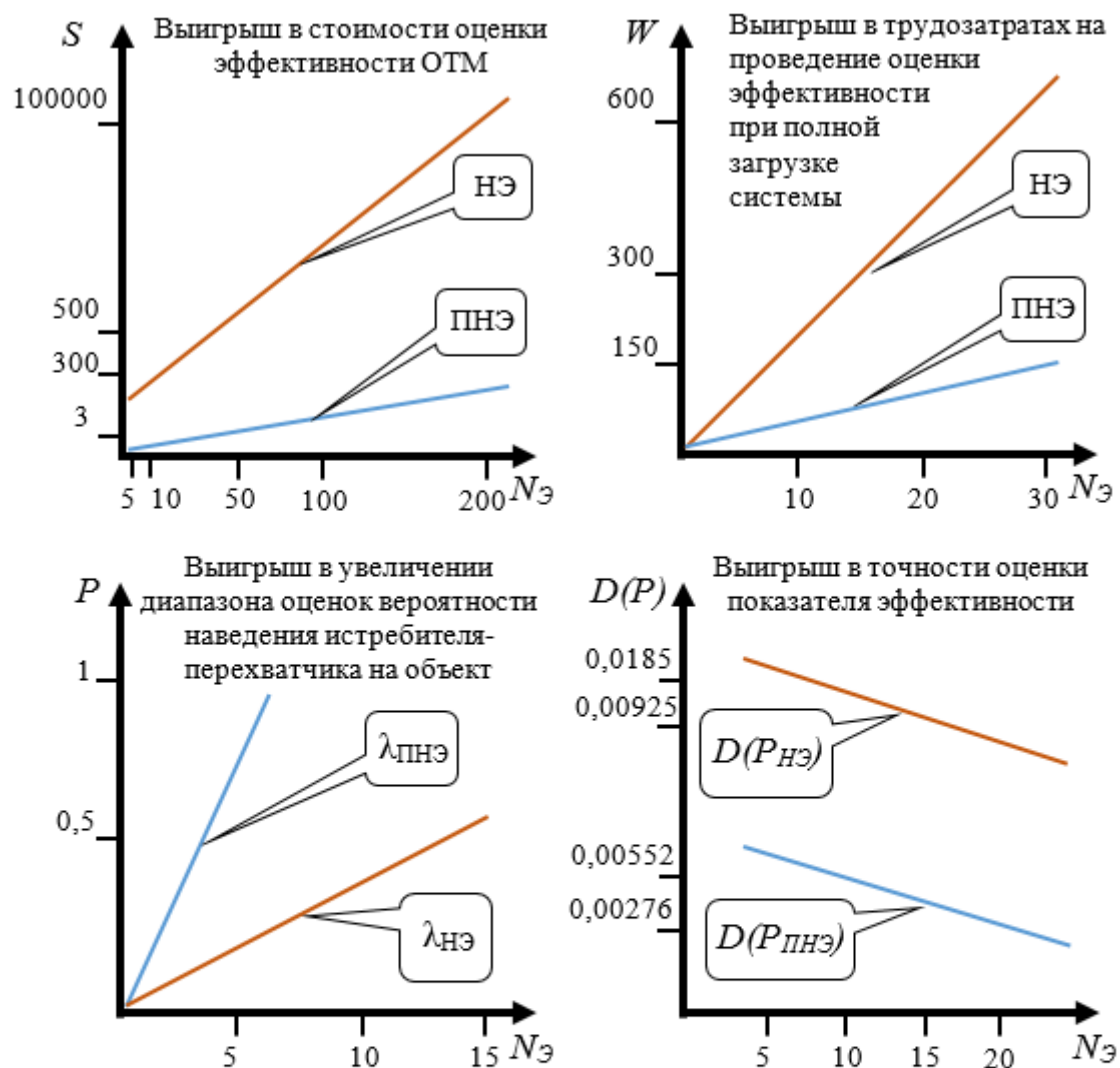 S
Выигрыш в стоимости оценки
эффективности ОТМ
100000
500
300
3
НЭ
ПНЭ
5 10 50 100 200 NЭ
W
Выигрыш в трудозатратах на
проведение оценки
эффективности
при полной
загрузке
системы
600
300
150
НЭ
ПНЭ
10 20 30 NЭ
P
Выигрыш в увеличении
диапазона оценок вероятности
наведения истребителя-
перехватчика на объект
1
0,5
λПНЭ
λНЭ
5 10 15 NЭ
D(P)
Выигрыш в точности оценки
показателя эффективности
0,0185
0,00925
0,00552
0,00276
D(PНЭ)
D(PПНЭ)
5 10 15 20 NЭ